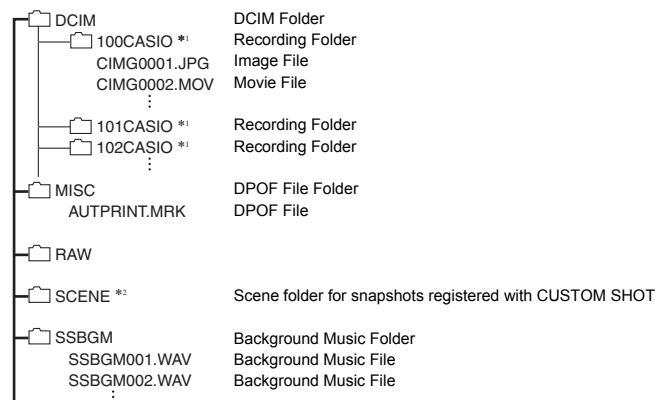 DCIM DCIM Folder
100CASIO *1 Recording Folder
CIMG0001.JPG Image File
CIMG0002.MOV Movie File
101CASIO *1 Recording Folder
102CASIO *1 Recording Folder
MISC DPOF File Folder
AUTPRINT.MRK DPOF File
RAW
SCENE *2 Scene folder for snapshots registered with CUSTOM SHOT
SSBGM Background Music Folder
SSBGM001.WAV Background Music File
SSBGM002.WAV Background Music File